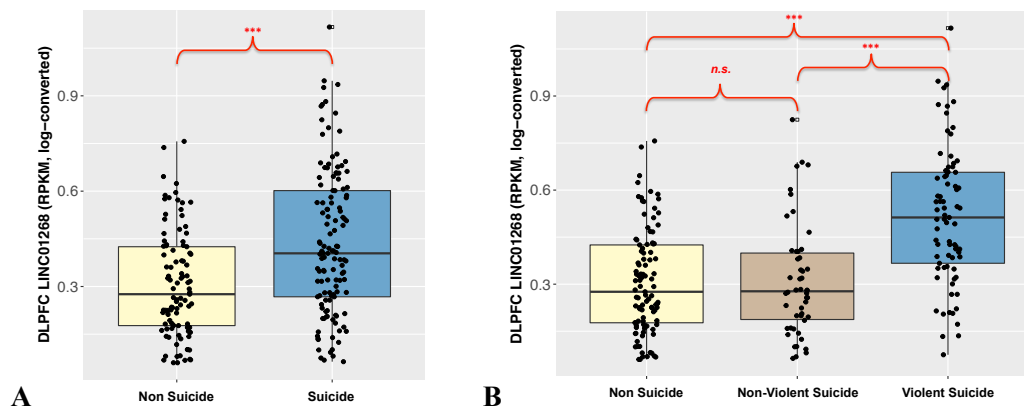 ***
DLPFC LINC01268 (RPKM, log−converted)
0.9
0.6
0.3
Non Suicide
Suicide
A
***
***
n.s.
DLPFC LINC01268 (RPKM, log−converted)
0.9
0.6
0.3
Non Suicide
Non-Violent Suicide
Violent Suicide
B